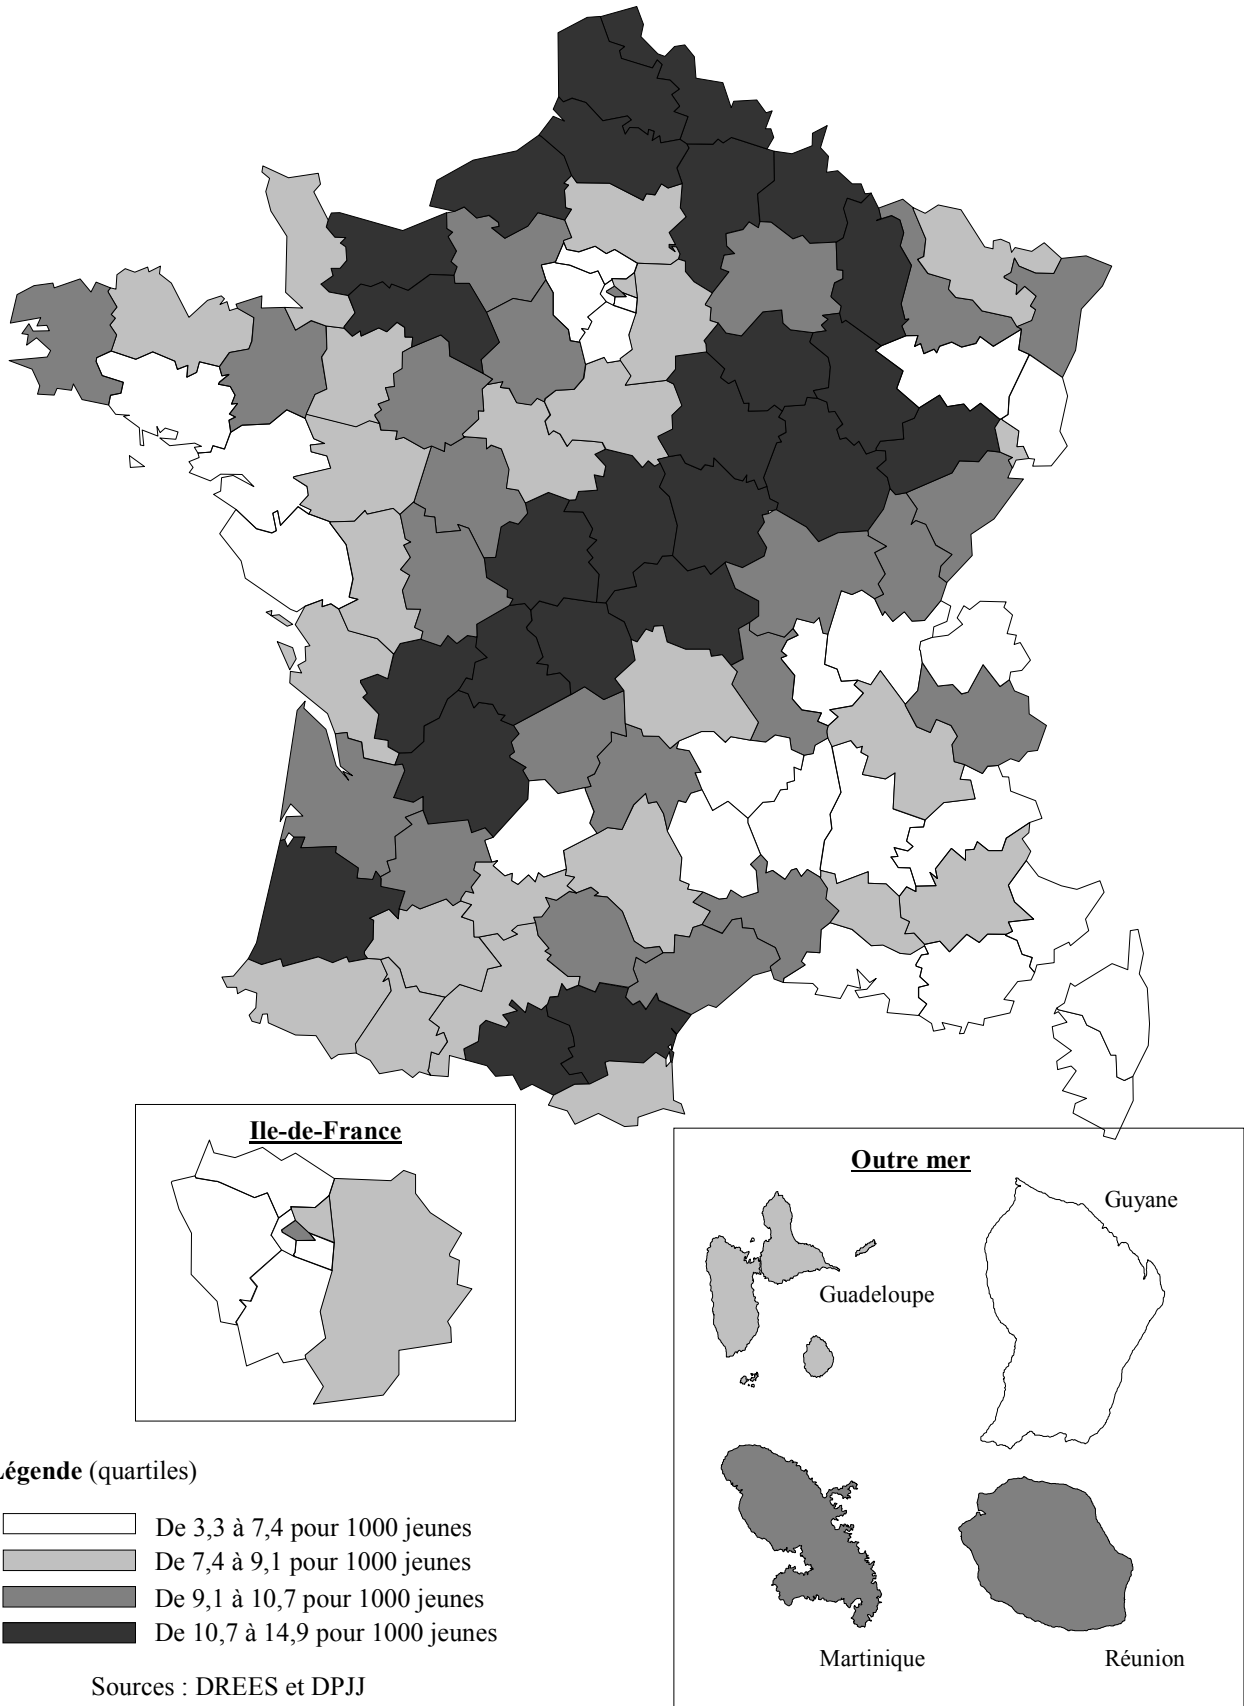 Ile-de-France
Outre mer
Guyane
Guadeloupe
Martinique
Réunion
Légende (quartiles)
De 3,3 à 7,4 pour 1000 jeunes
De 7,4 à 9,1 pour 1000 jeunes
De 9,1 à 10,7 pour 1000 jeunes
De 10,7 à 14,9 pour 1000 jeunes
Sources : DREES et DPJJ